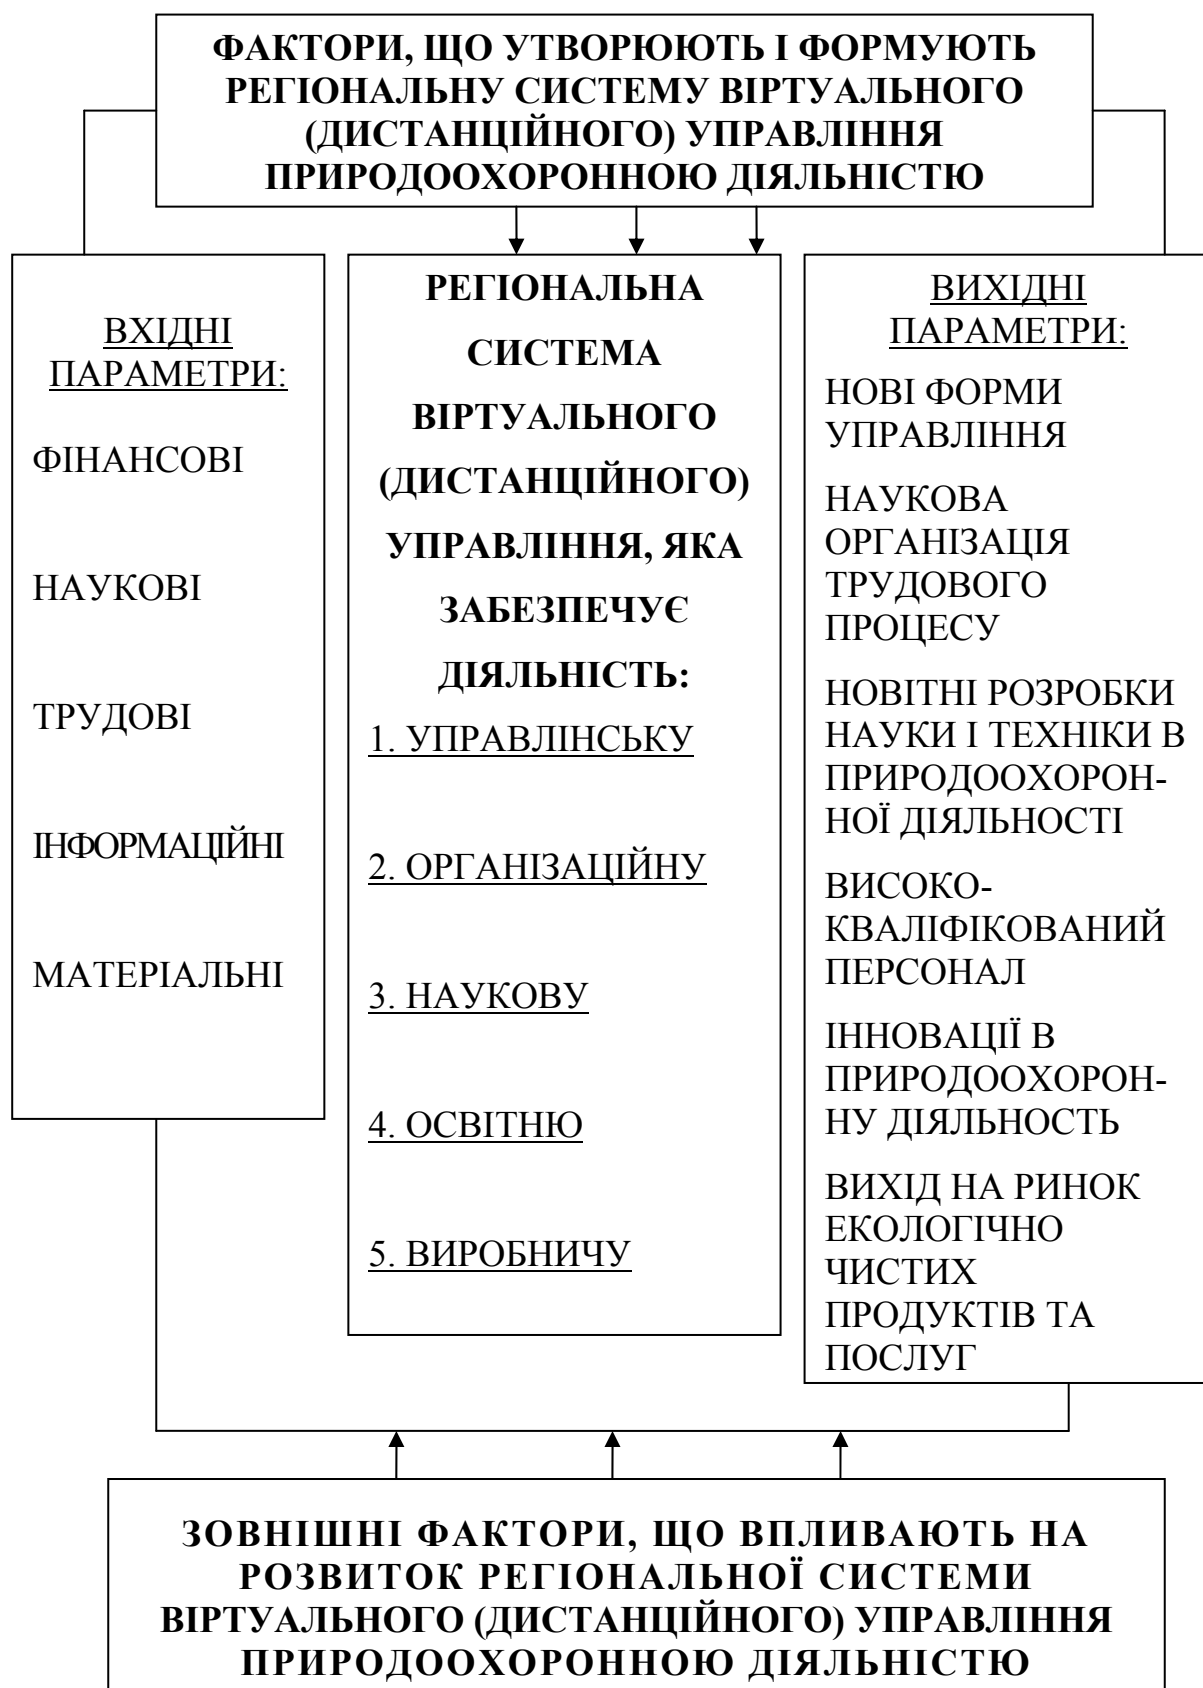 ФАКТОРИ, ЩО УТВОРЮЮТЬ І ФОРМУЮТЬ
РЕГІОНАЛЬНУ СИСТЕМУ ВІРТУАЛЬНОГО
(ДИСТАНЦІЙНОГО) УПРАВЛІННЯ
ПРИРОДООХОРОННОЮ ДІЯЛЬНІСТЮ
ВХІДНІ
ПАРАМЕТРИ:
ФІНАНСОВІ
НАУКОВІ
ТРУДОВІ
ІНФОРМАЦІЙНІ
МАТЕРІАЛЬНІ
РЕГІОНАЛЬНА
СИСТЕМА
ВІРТУАЛЬНОГО
(ДИСТАНЦІЙНОГО)
УПРАВЛІННЯ, ЯКА
ЗАБЕЗПЕЧУЄ
ДІЯЛЬНІСТЬ:
1. УПРАВЛІНСЬКУ
2. ОРГАНІЗАЦІЙНУ
3. НАУКОВУ
4. ОСВІТНЮ
5. ВИРОБНИЧУ
ВИХІДНІ
ПАРАМЕТРИ:
НОВІ ФОРМИ
УПРАВЛІННЯ
НАУКОВА
ОРГАНІЗАЦІЯ
ТРУДОВОГО
ПРОЦЕСУ
НОВІТНІ РОЗРОБКИ
НАУКИ І ТЕХНІКИ В
ПРИРОДООХОРОН-
НОЇ ДІЯЛЬНОСТІ
ВИСОКО-
КВАЛІФІКОВАНИЙ
ПЕРСОНАЛ
ІННОВАЦІЇ В
ПРИРОДООХОРОН-
НУ ДІЯЛЬНОСТЬ
ВИХІД НА РИНОК
ЕКОЛОГІЧНО
ЧИСТИХ
ПРОДУКТІВ ТА
ПОСЛУГ
ЗОВНІШНІ ФАКТОРИ, ЩО ВПЛИВАЮТЬ НА
РОЗВИТОК РЕГІОНАЛЬНОЇ СИСТЕМИ
ВІРТУАЛЬНОГО (ДИСТАНЦІЙНОГО) УПРАВЛІННЯ
ПРИРОДООХОРОННОЮ ДІЯЛЬНІСТЮ